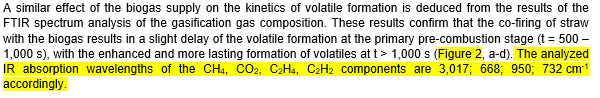 A similar effect of the biogas supply on the kinetics of volatile formation is deduced from the results of the
FTIR spectrum analysis of the gasification gas composition. These results confirm that the co-firing of straw
with the biogas results in a slight delay of the volatile formation at the primary pre-combustion stage (t = 500 –
1,000 s), with the enhanced and more lasting formation of volatiles at t > 1,000 s (Figure 2, a-d). The analyzed
IR absorption wavelengths of the CH₄, CO₂, C₂H₄, C₂H₂ components are 3,017; 668; 950; 732 cm⁻¹
accordingly.